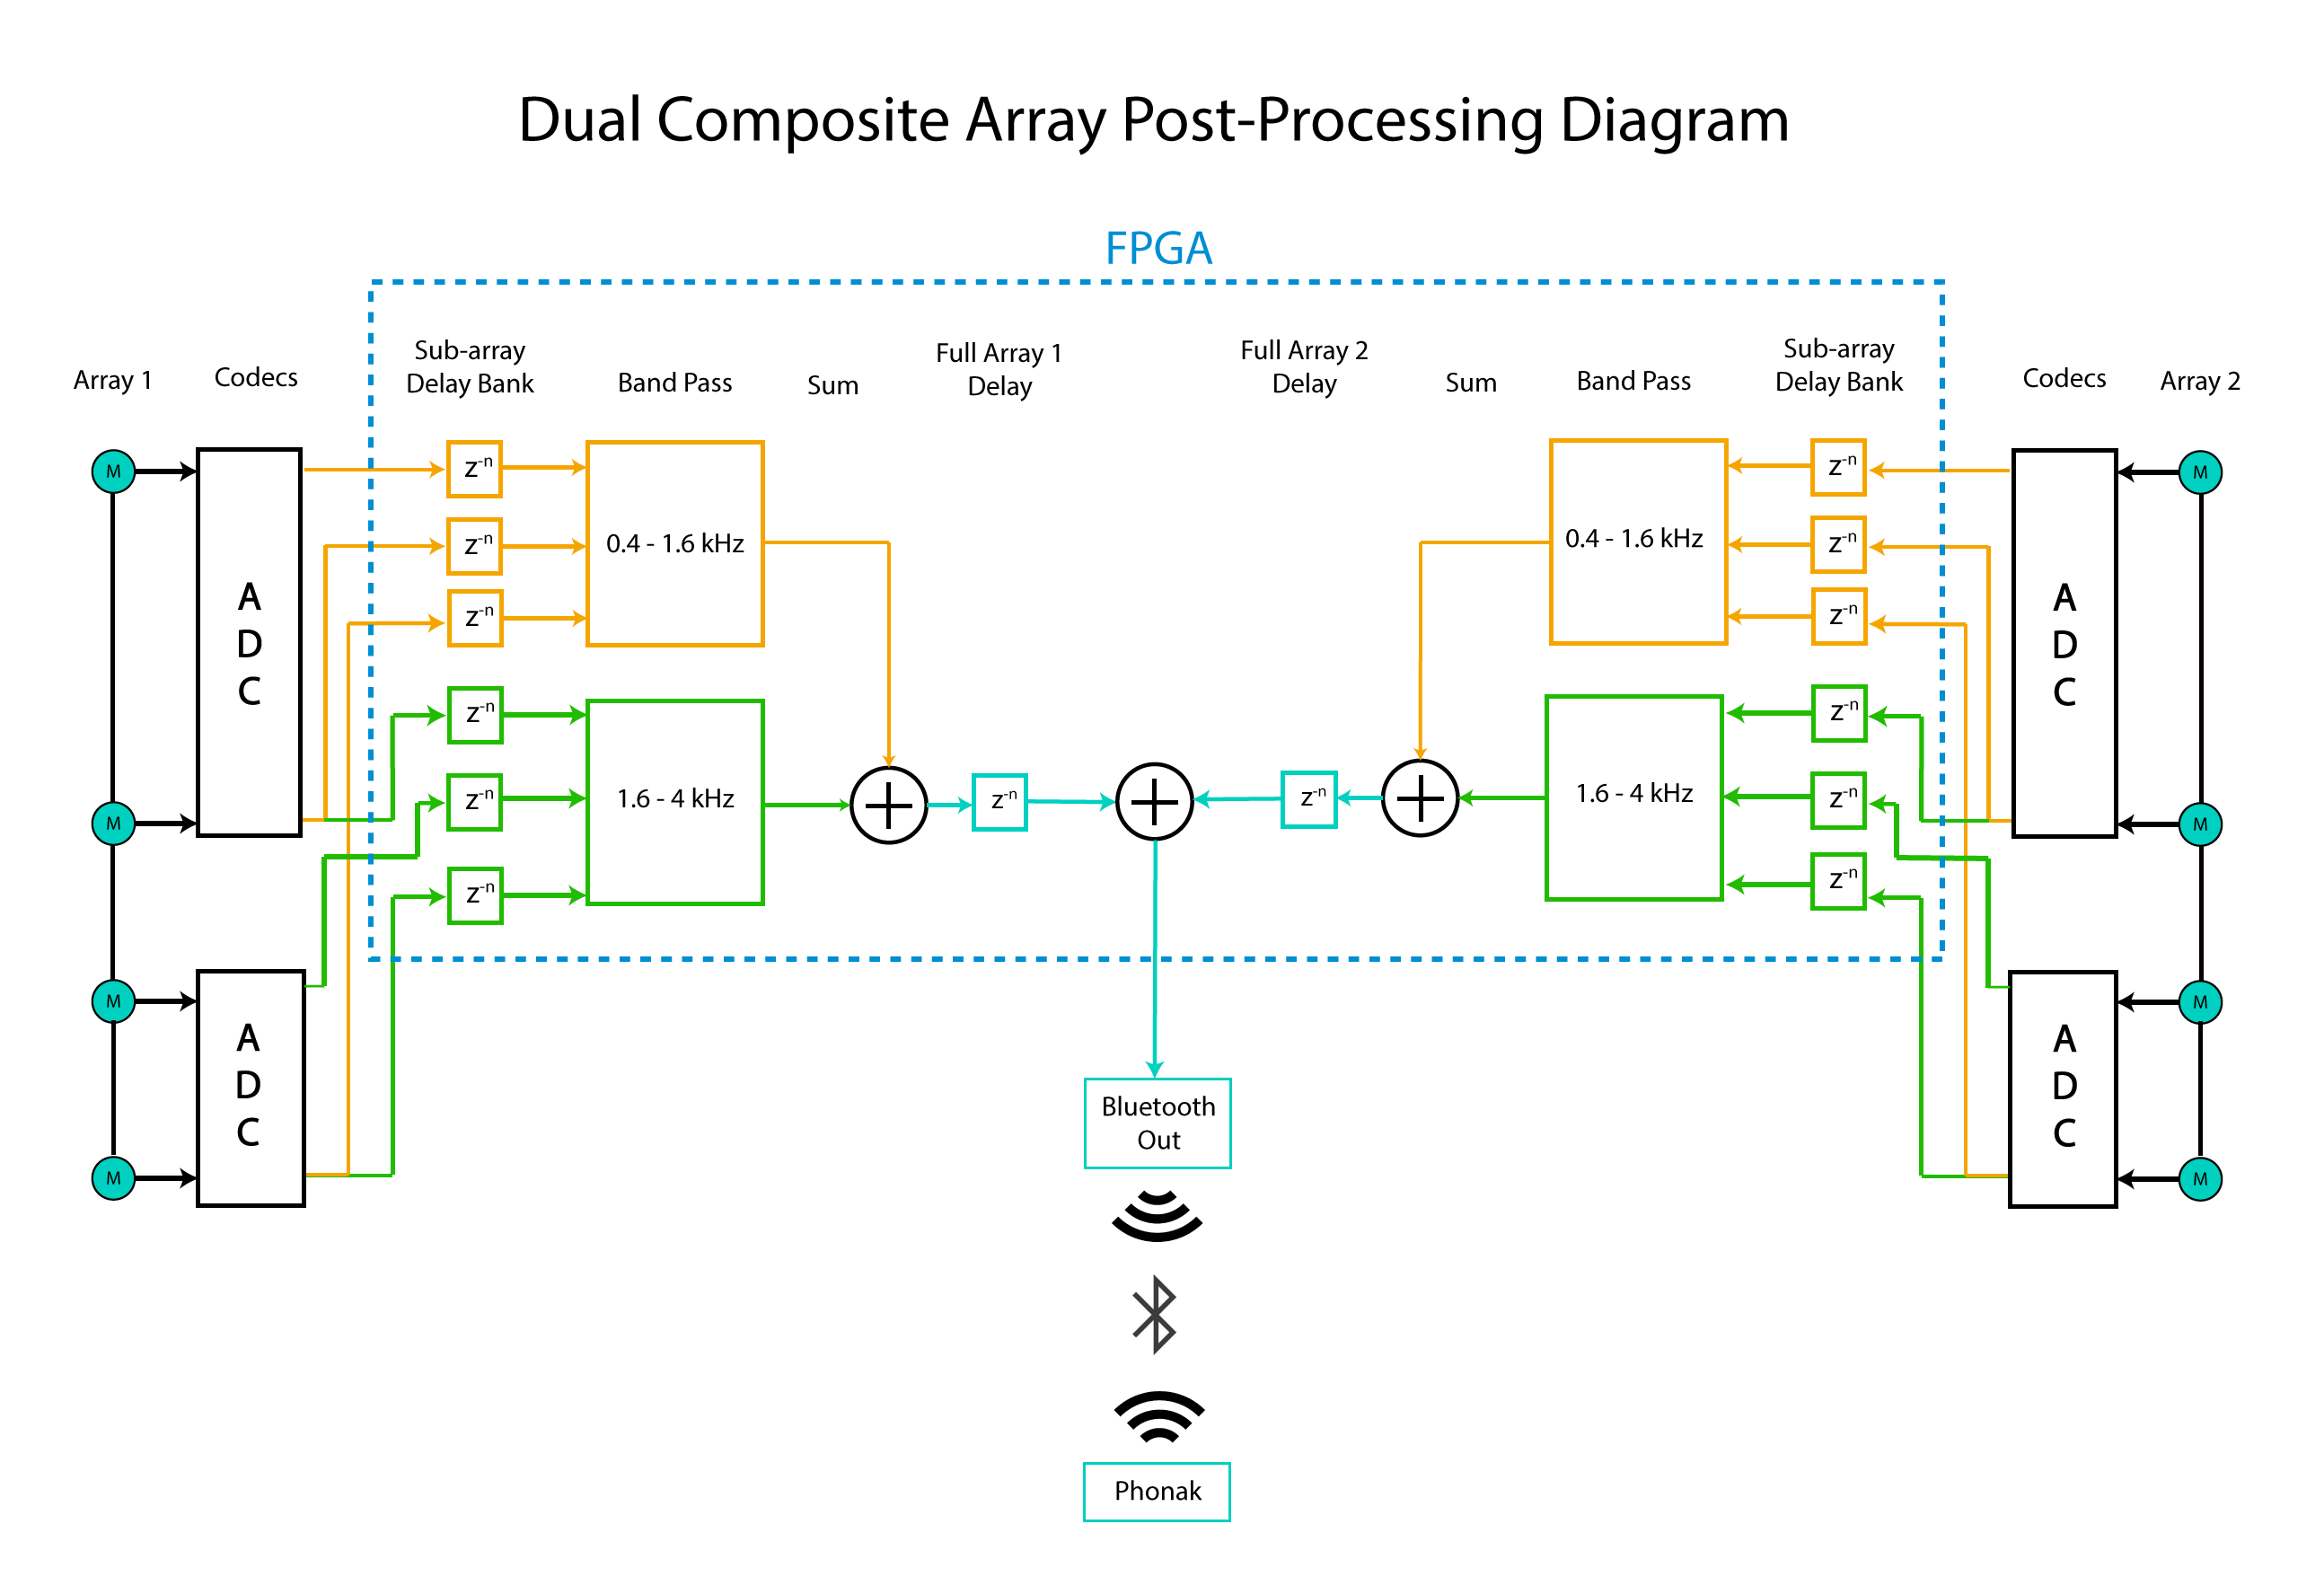 Dual Composite Array Post-Processing Diagram
FPGA
Array 1
Codecs
Sub-array
Delay Bank
Band Pass
Sum
Full Array 1
Delay
Full Array 2
Delay
Sum
Band Pass
Sub-array
Delay Bank
Codecs
Array 2
M
M
M
M
A
D
C
A
D
C
z-n
z-n
z-n
z-n
z-n
z-n
0.4 - 1.6 kHz
1.6 - 4 kHz
z-n
z-n
0.4 - 1.6 kHz
1.6 - 4 kHz
z-n
z-n
z-n
z-n
z-n
z-n
A
D
C
A
D
C
M
M
M
M
Bluetooth
Out
Phonak